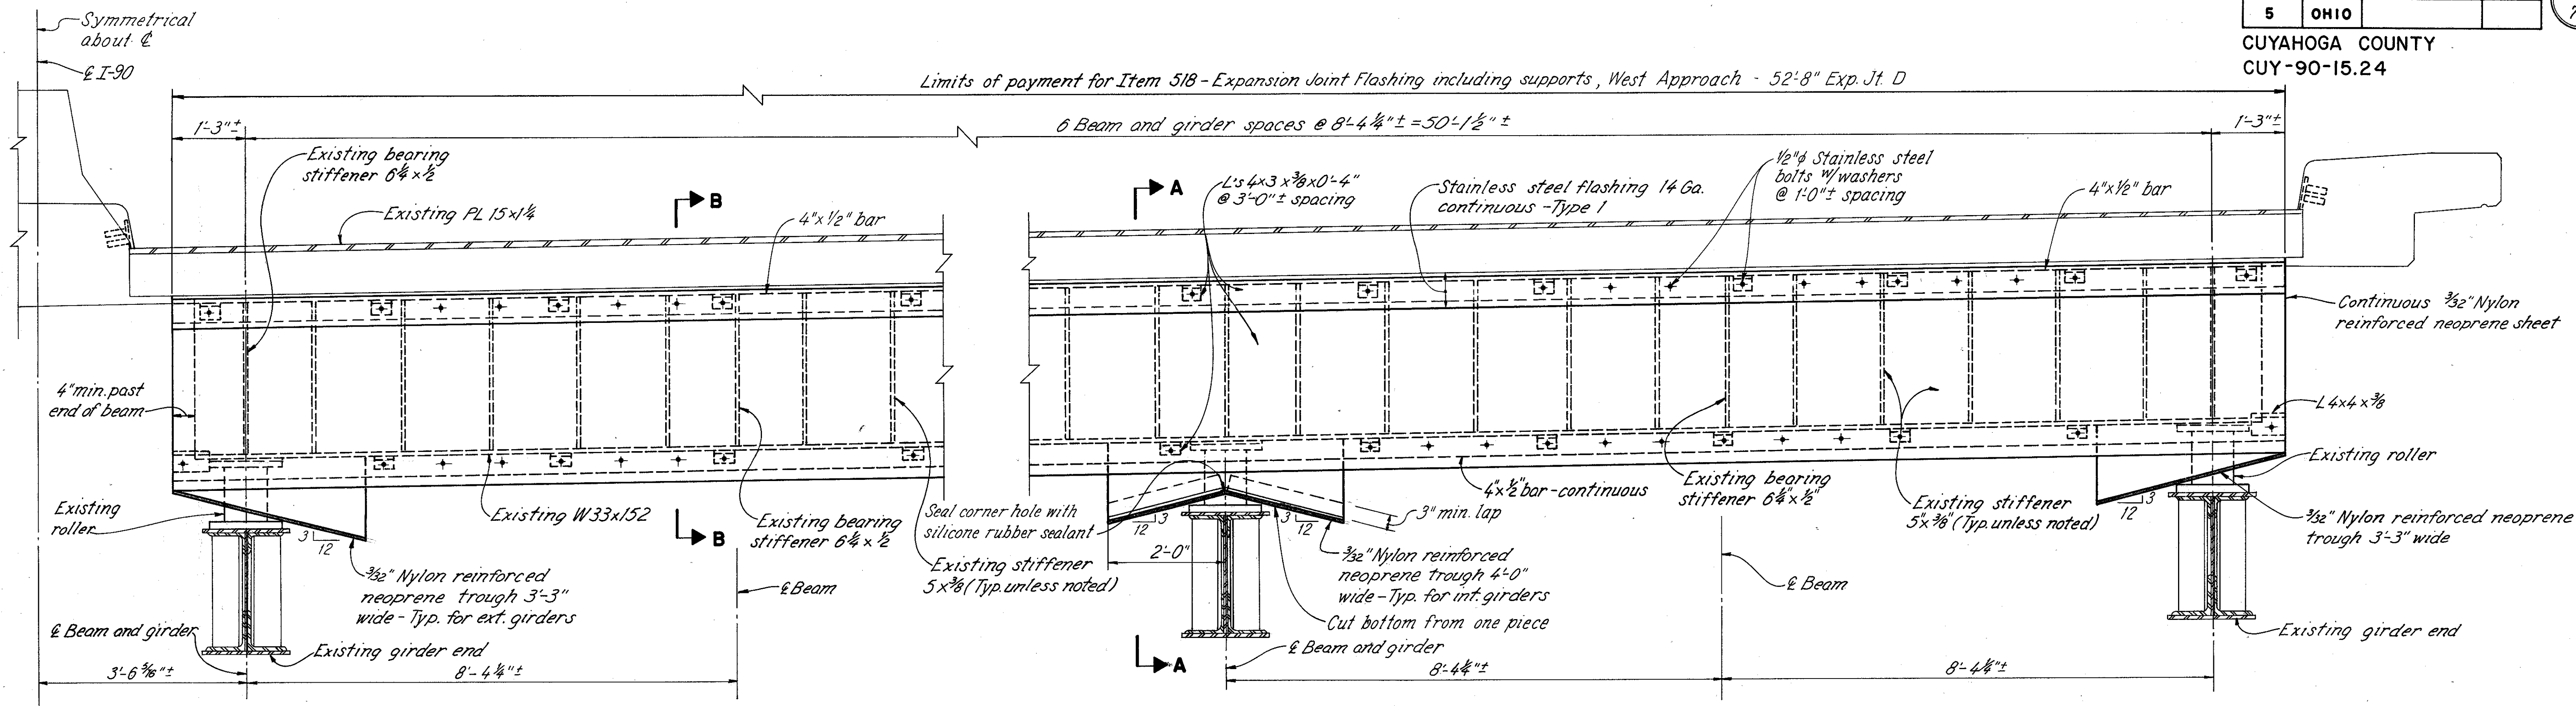 5 OHIO
CUYAHOGA COUNTY
CUY-90-15.24
Symmetrical
about ℄
℄ I-90
Limits of payment for Item 518 - Expansion Joint Flashing including supports, West Approach - 52'-8" Exp. Jt. D
1'-3"±
6 Beam and girder spaces @ 8'-4¼"± = 50'-1½"±
1'-3"±
Existing bearing
stiffener 6¼ x ½
Existing PL 15x1¼
B
4"x½" bar
A
L's 4x3x⅜x0'-4"
@ 3'-0"± spacing
Stainless steel flashing 14 Ga.
continuous - Type 1
½"ϕ Stainless steel
bolts w/washers
@ 1'-0"± spacing
4"x½" bar
Continuous 3/32" Nylon
reinforced neoprene sheet
4" min. past
end of beam
L 4x4x⅜
Existing
roller
3
12
Existing W33x152
B
Existing bearing
stiffener 6¼ x ½
Seal corner hole with
silicone rubber sealant
Existing stiffener
5x⅜ (Typ. unless noted)
12
3
2'-0"
3
12
3" min. lap
4"x½" bar-continuous
Existing bearing
stiffener 6¼"x½"
Existing stiffener
5"x⅜" (Typ. unless noted)
12
3
Existing roller
3/32" Nylon reinforced neoprene
trough 3'-3" wide
3/32" Nylon reinforced
neoprene trough 3'-3"
wide - Typ. for ext. girders
℄ Beam
3/32" Nylon reinforced
neoprene trough 4'-0"
wide - Typ. for int. girders
Cut bottom from one piece
℄ Beam
℄ Beam and girder
Existing girder end
A
℄ Beam and girder
Existing girder end
3'-6 3/16"±
8'-4¼"±
8'-4¼"±
8'-4¼"±